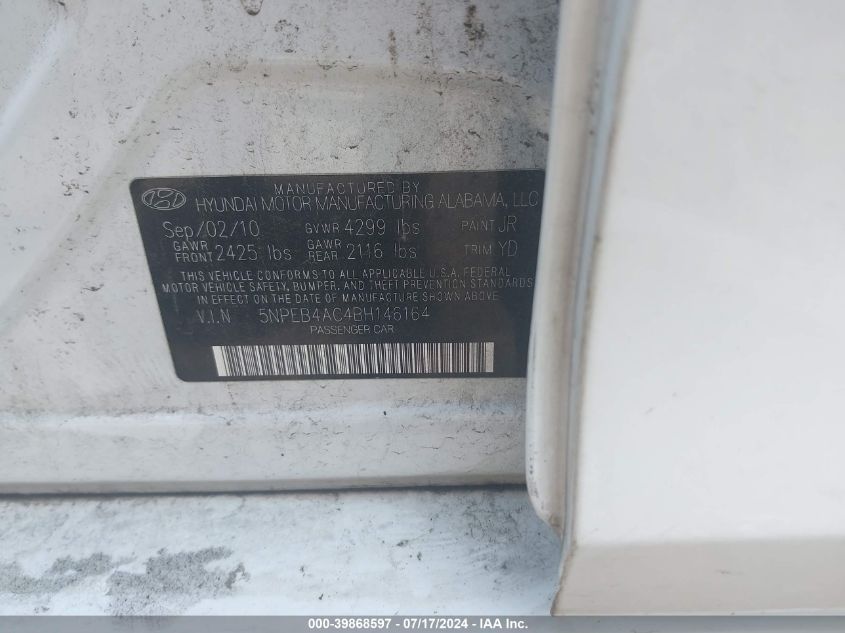 MANUFACTURED BY
HYUNDAI MOTOR MANUFACTURING ALABAMA, LLC
Sep/02/10 GVWR 4299 lbs PAINT JR
GAWR FRONT 2425 lbs GAWR REAR 2116 lbs TRIM YD
THIS VEHICLE CONFORMS TO ALL APPLICABLE U.S.A. FEDERAL
MOTOR VEHICLE SAFETY, BUMPER, AND THEFT PREVENTION STANDARDS
IN EFFECT ON THE DATE OF MANUFACTURE SHOWN ABOVE
V.I.N 5NPEB4AC4BH146164
PASSENGER CAR
000-39868597 - 07/17/2024 - IAA Inc.